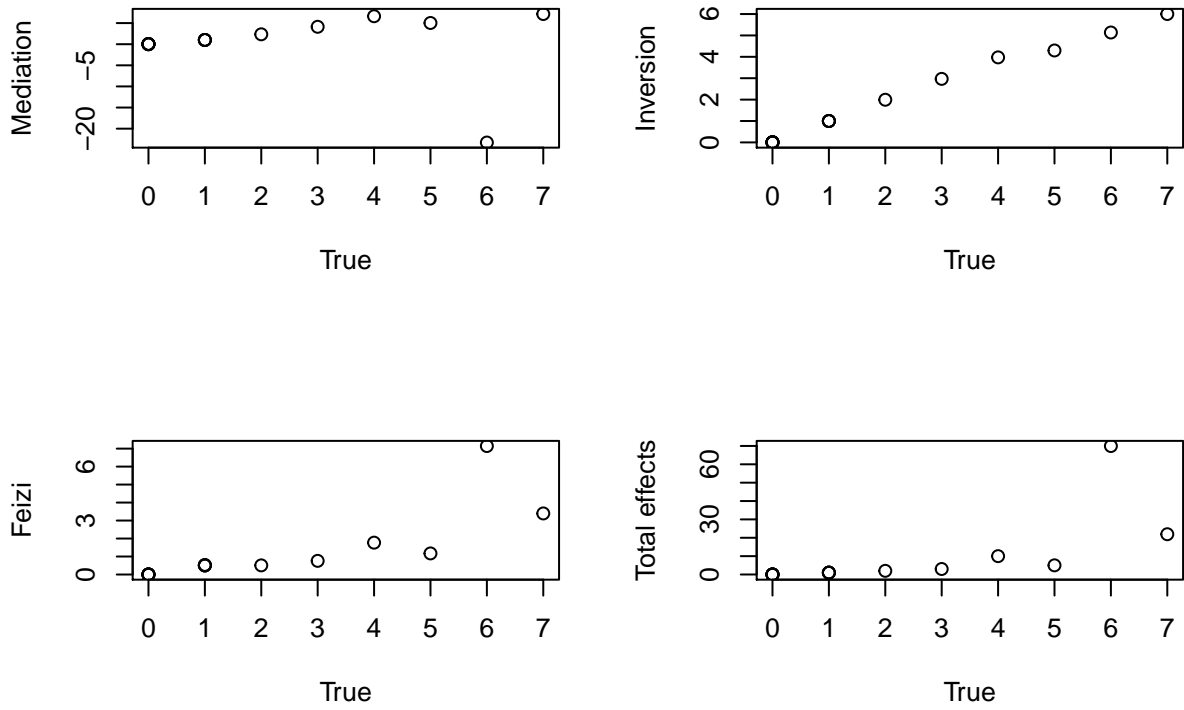 Mediation
−5
−20
0 1 2 3 4 5 6 7
True
Inversion
6
4
2
0
0 1 2 3 4 5 6 7
True
Feizi
6
3
0
0 1 2 3 4 5 6 7
True
Total effects
60
30
0
0 1 2 3 4 5 6 7
True